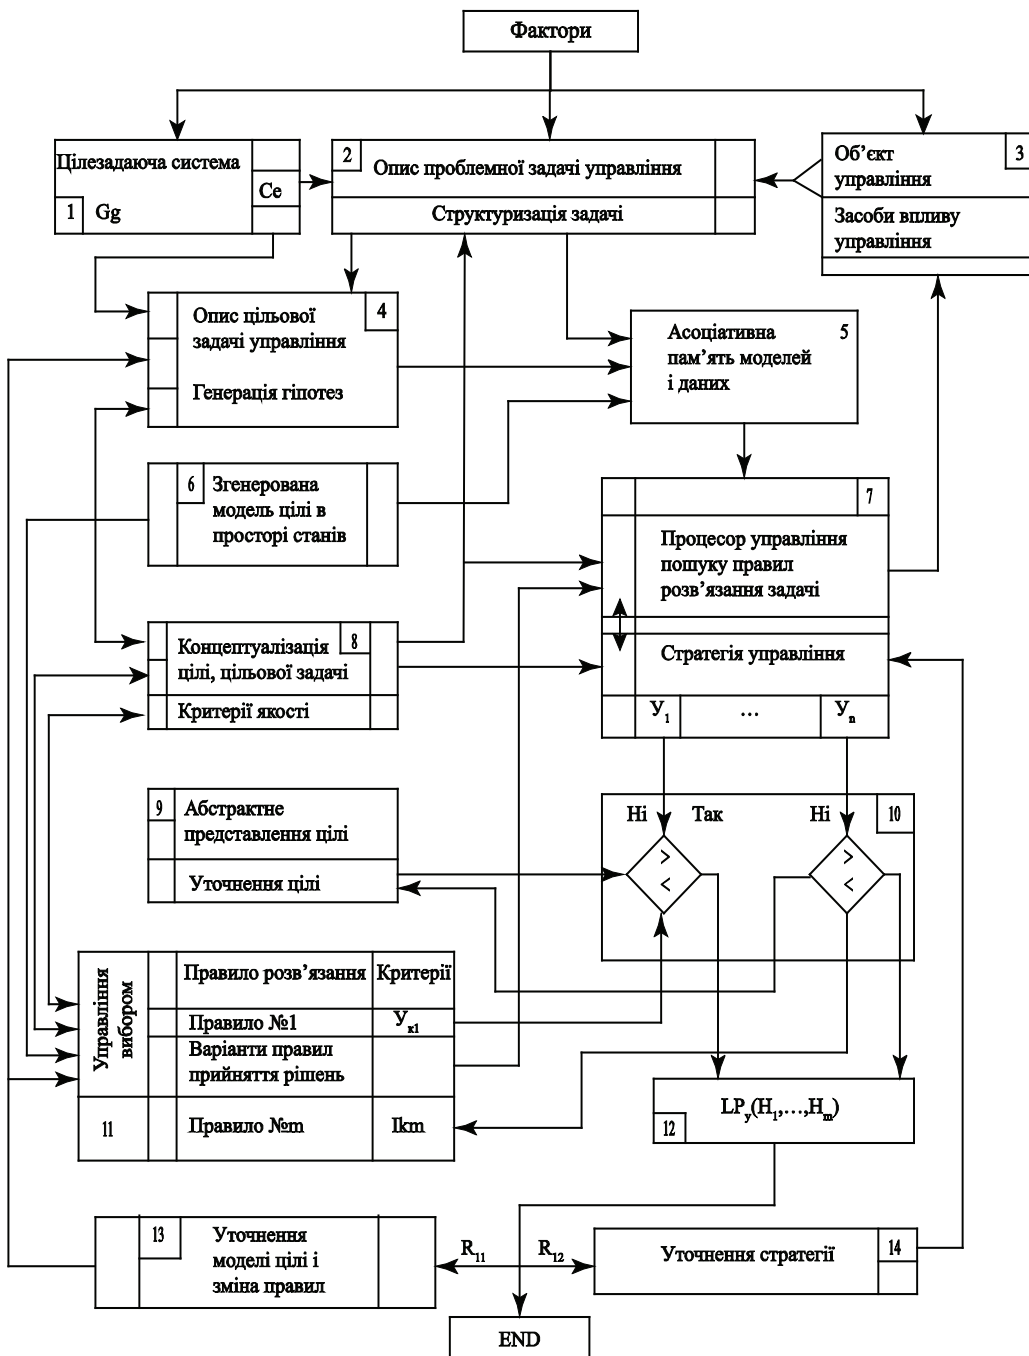 Фактори
Цілезадаюча система
Се
1
Gg
2
Опис проблемної задачі управління
Структуризація задачі
3
Об’єкт
управління
Засоби впливу
управління
4
Опис цільової
задачі управління
Генерація гіпотез
5
Асоціативна
пам’ять моделей
і даних
6
Згенерована
модель цілі в
просторі станів
7
Процесор управління
пошуку правил
розв’язання задачі
Стратегія управління
У1 ... Уn
8
Концептуалізація
цілі, цільової задачі
Критерії якості
9
Абстрактне
представлення цілі
Уточнення цілі
10
Ні Так Ні
> >
< <
Управління
вибором
11
Правило розв’язання Критерії
Правило №1 Ук1
Варіанти правил
прийняття рішень
Правило №m Ikm
12
LPy(H1,...,Hm)
13
Уточнення
моделі цілі і
зміна правил
R11 R12
14
Уточнення стратегії
END